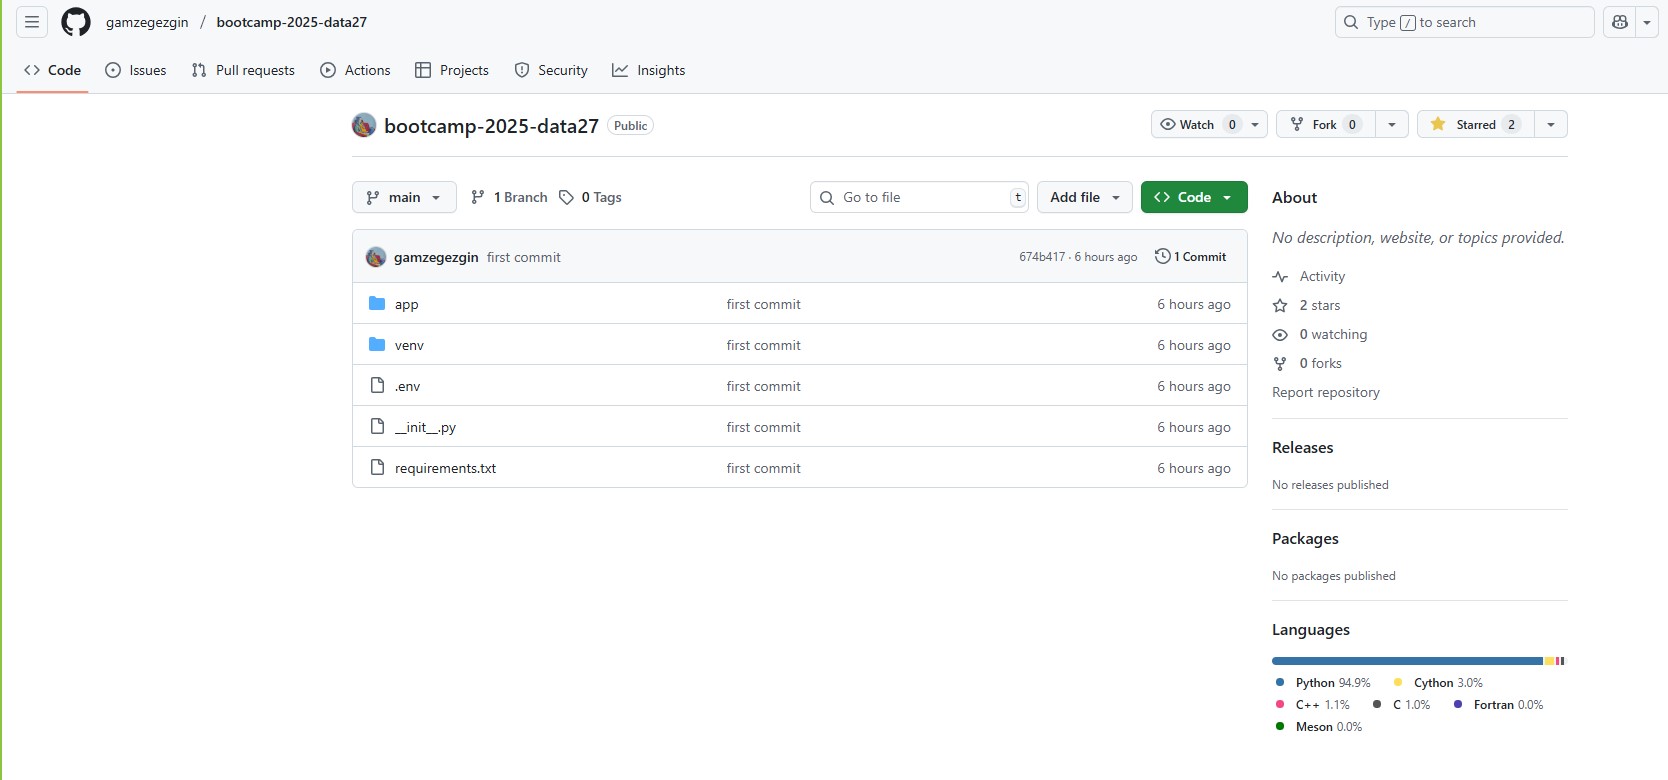 gamzegezgin / bootcamp-2025-data27
Type / to search
Code Issues Pull requests Actions Projects Security Insights
bootcamp-2025-data27 Public
Watch 0 Fork 0 Starred 2
main 1 Branch 0 Tags Go to file t Add file Code
gamzegezgin first commit 674b417 · 6 hours ago 1 Commit
app first commit 6 hours ago
venv first commit 6 hours ago
.env first commit 6 hours ago
__init__.py first commit 6 hours ago
requirements.txt first commit 6 hours ago
About
No description, website, or topics provided.
Activity
2 stars
0 watching
0 forks
Report repository
Releases
No releases published
Packages
No packages published
Languages
Python 94.9% Cython 3.0%
C++ 1.1% C 1.0% Fortran 0.0%
Meson 0.0%